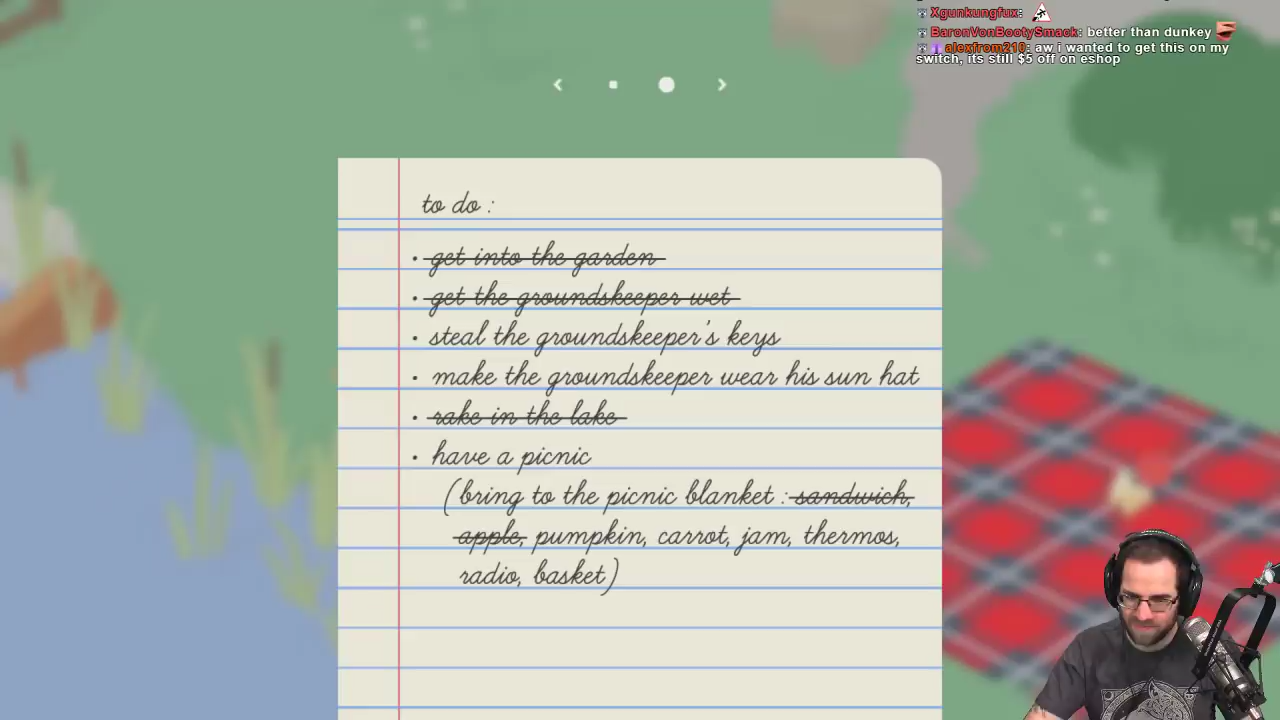 Xgunkungfux:
BaronVonBootySmack: better than dunkey
alexfrom210: aw i wanted to get this on my
switch, its still $5 off on eshop
to do :
• get into the garden
• get the groundskeeper wet
• steal the groundskeeper's keys
• make the groundskeeper wear his sun hat
• rake in the lake
• have a picnic
(bring to the picnic blanket : sandwich,
apple, pumpkin, carrot, jam, thermos,
radio, basket)